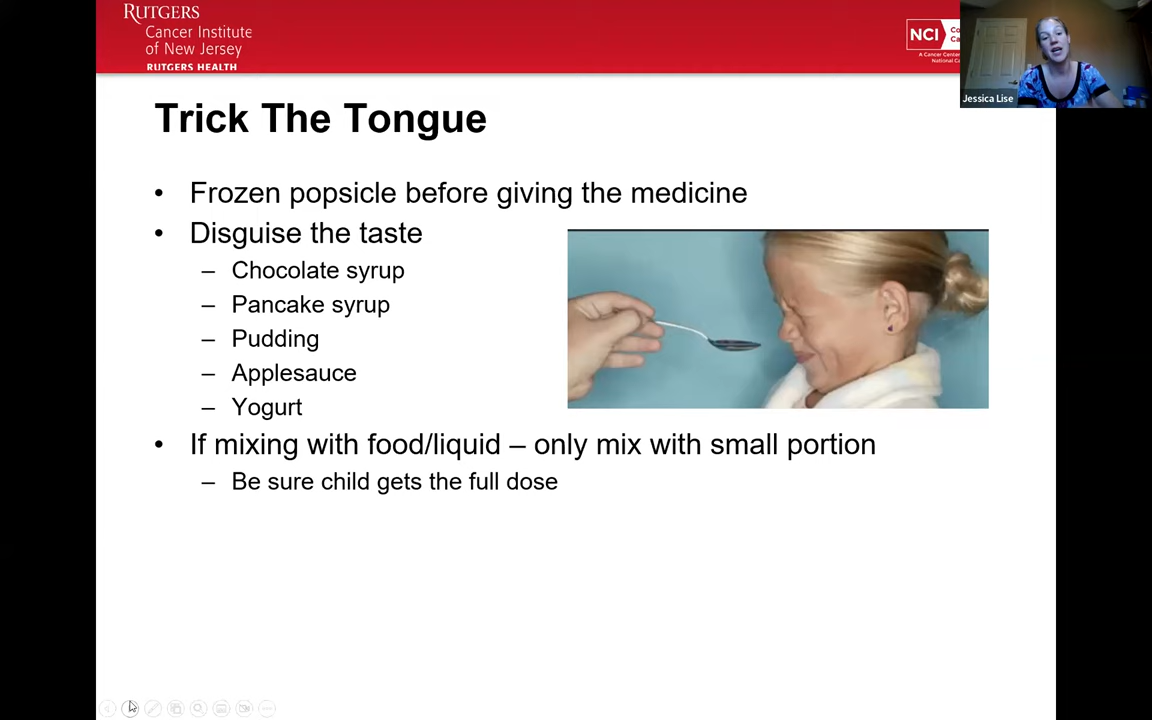 RUTGERS
Cancer Institute
of New Jersey
RUTGERS HEALTH
NCI
A Cancer Cente
National Ca
Jessica Lise
Trick The Tongue
• Frozen popsicle before giving the medicine
• Disguise the taste
– Chocolate syrup
– Pancake syrup
– Pudding
– Applesauce
– Yogurt
• If mixing with food/liquid – only mix with small portion
– Be sure child gets the full dose